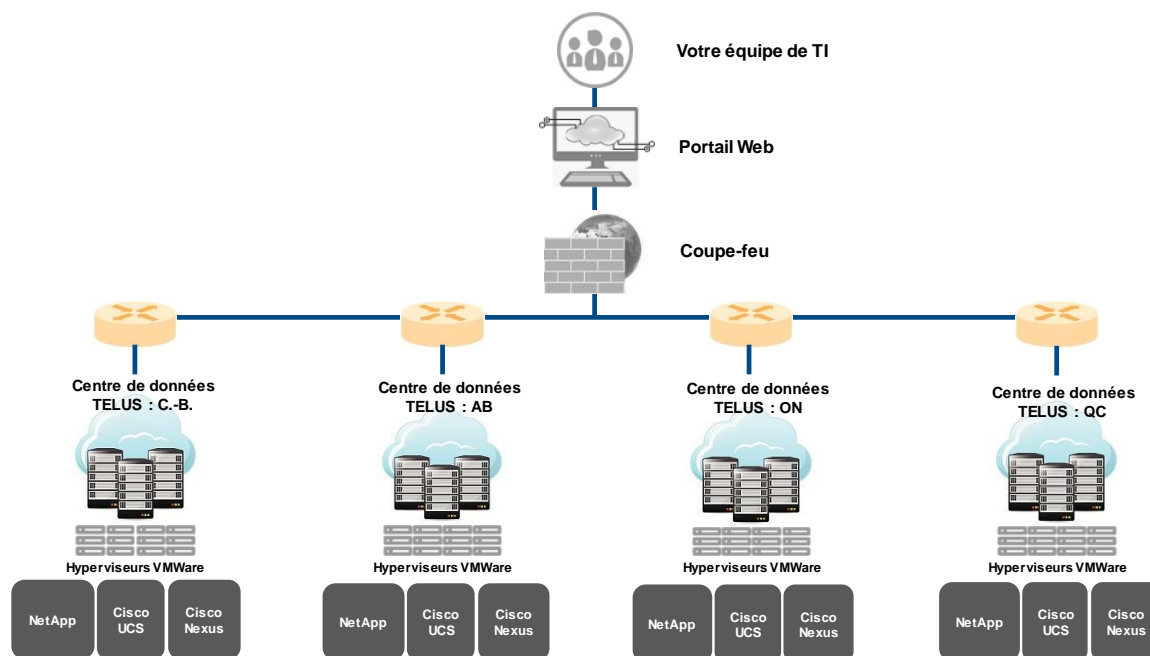 Votre équipe de TI
Portail Web
Coupe-feu
Centre de données
TELUS : C.-B.
Centre de données
TELUS : AB
Centre de données
TELUS : ON
Centre de données
TELUS : QC
Hyperviseurs VMWare
Hyperviseurs VMWare
Hyperviseurs VMWare
Hyperviseurs VMWare
NetApp
Cisco
UCS
Cisco
Nexus
NetApp
Cisco
UCS
Cisco
Nexus
NetApp
Cisco
UCS
Cisco
Nexus
NetApp
Cisco
UCS
Cisco
Nexus